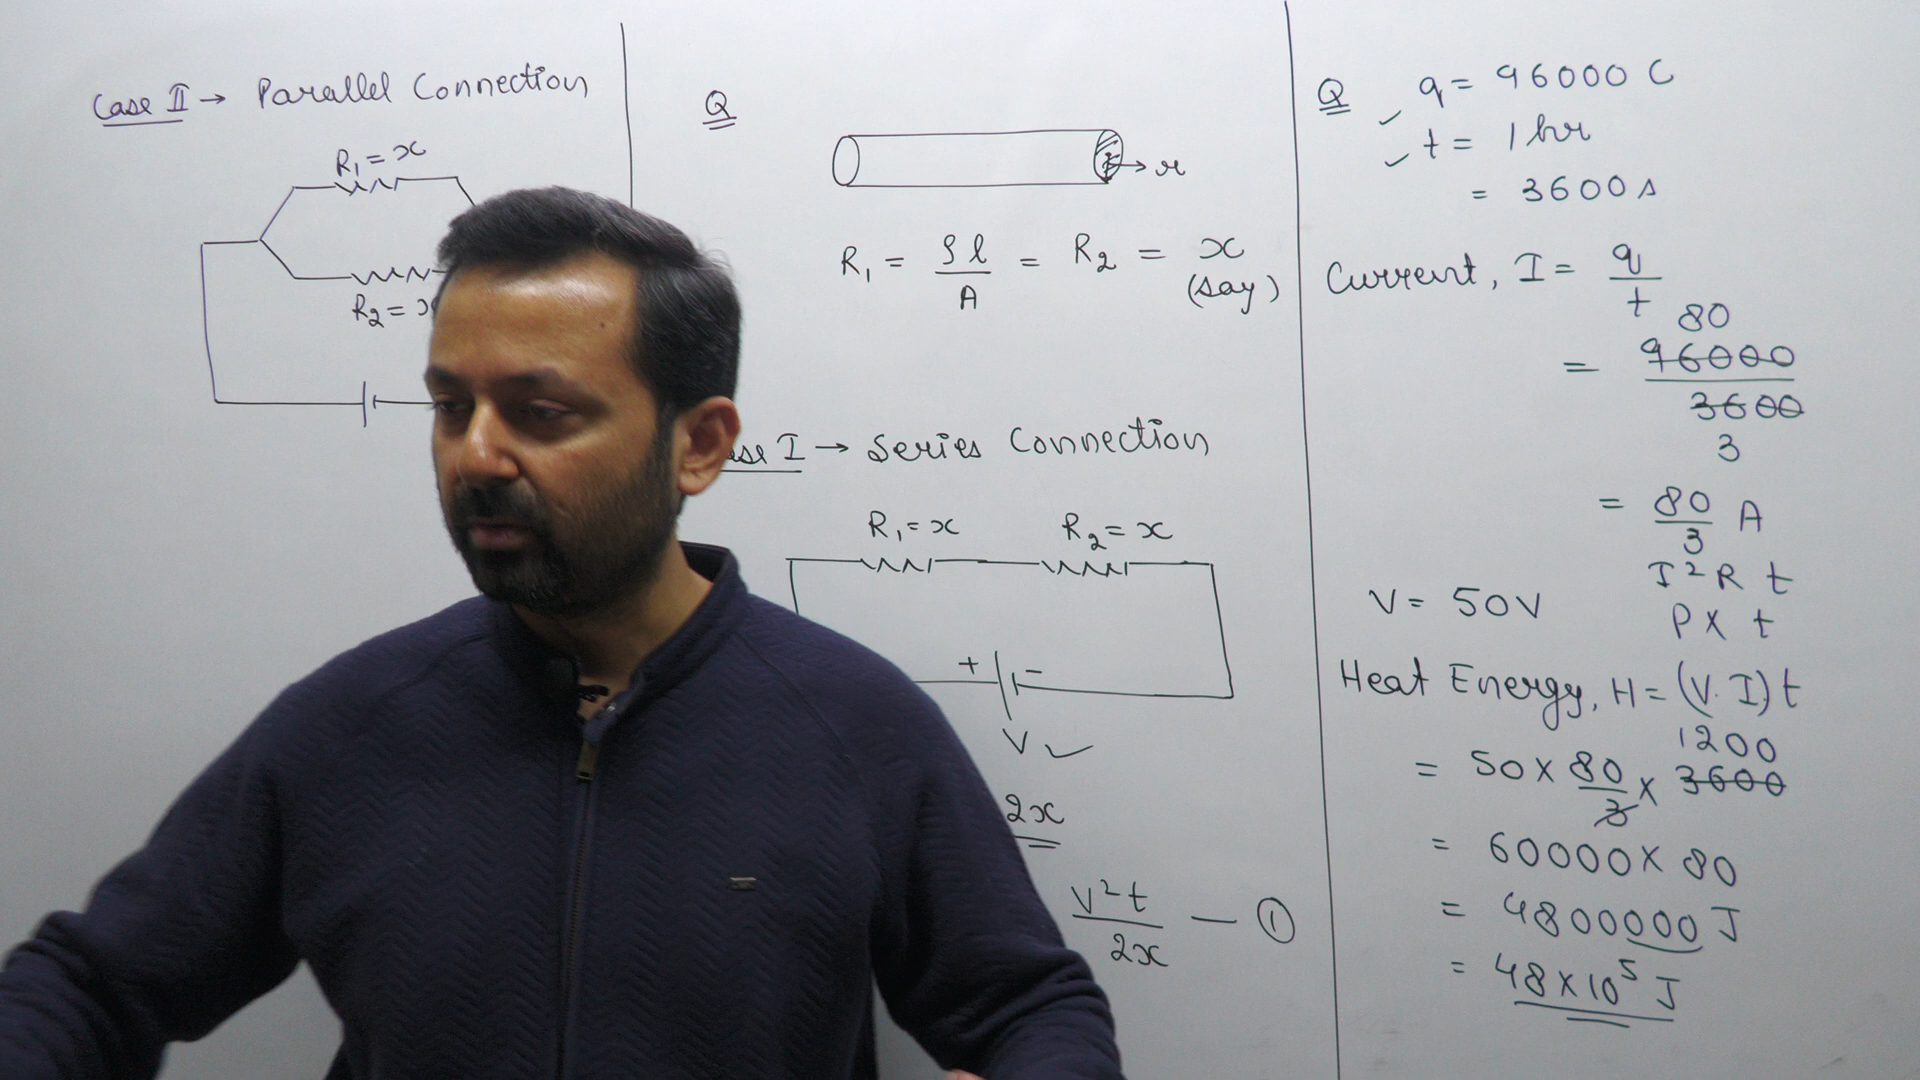 Case II → Parallel Connection
R₁ = x
R₂ =
Q
→ r
R₁ = ρl/A = R₂ = x
(say)
I → Series Connection
R₁ = x R₂ = x
+ -
V ✓
2x
V²t/2x — ①
Q ✓ q = 96000 C
✓ t = 1 hr
= 3600 s
Current, I = q/t
80
= 96000/3600
3
= 80/3 A
I²R t
V = 50V
P X t
Heat Energy, H = (V. I) t
1200
= 50 X 80/3 X 3600
= 60000 X 80
= 4800000 J
= 48 X 10⁵ J